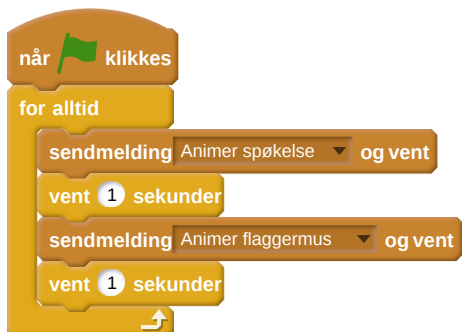 når klikkes
for alltid
sendmelding Animer spøkelse og vent
vent 1 sekunder
sendmelding Animer flaggermus og vent
vent 1 sekunder